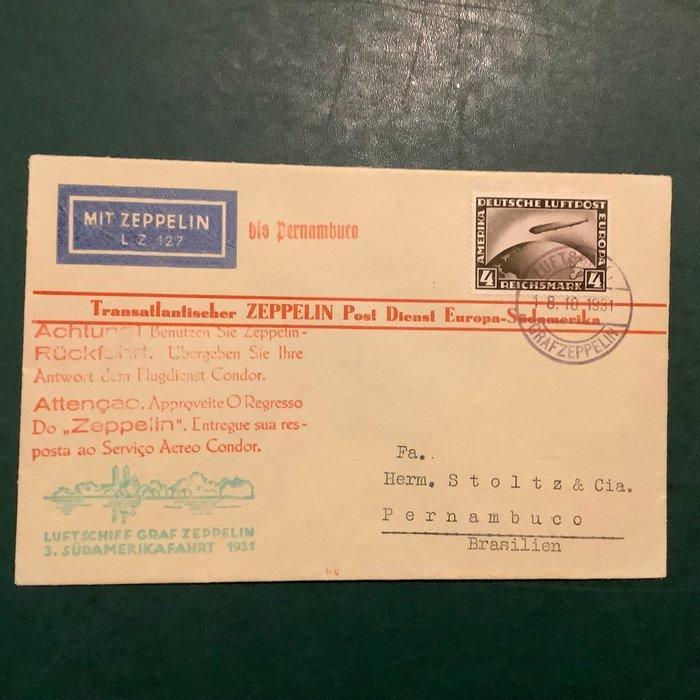 MIT ZEPPELIN
LZ 127
bis Pernambuco
DEUTSCHE LUFTPOST
AMERIKA
EUROPA
4 REICHSMARK 4
LUFTS
18.10.1931
GRAFZEPPELIN
Transatlantischer ZEPPELIN Post Dienst Europa-Südamerika
Achtung! Benutzen Sie Zeppelin-
Rückfahrt. Übergeben Sie Ihre
Antwort dem Flugdienst Condor.
Attençao. Approveite O Regresso
Do „Zeppelin". Entregue sua res-
posta ao Serviço Aereo Condor.
LUFTSCHIFF GRAF ZEPPELIN
3. SÜDAMERIKAFAHRT 1931
Fa.
Herm. Stoltz & Cia.
Pernambuco
Brasilien